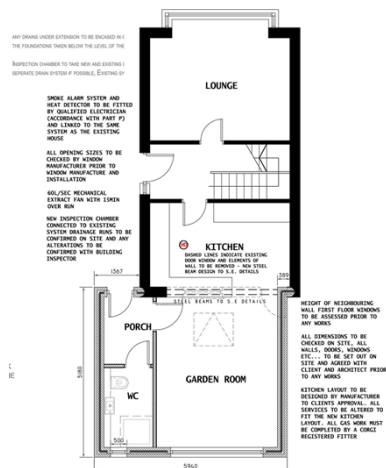 ANY DRAINS UNDER EXTENSION TO BE ENCASED IN C
THE FOUNDATIONS TAKEN BELOW THE LEVEL OF THE
INSPECTION CHAMBER TO TAKE NEW AND EXISTING
SEPERATE DRAIN SYSTEM IF POSSIBLE, EXISTING SY
SMOKE ALARM SYSTEM AND
HEAT DETECTOR TO BE FITTED
BY QUALIFIED ELECTRICIAN
(ACCORDANCE WITH PART P)
AND LINKED TO THE SAME
SYSTEM AS THE EXISTING
HOUSE
ALL OPENING SIZES TO BE
CHECKED BY WINDOW
MANUFACTURER PRIOR TO
WINDOW MANUFACTURE AND
INSTALLATION
60L/SEC MECHANICAL
EXTRACT FAN WITH 15MIN
OVER RUN
NEW INSPECTION CHAMBER
CONNECTED TO EXISTING
SYSTEM DRAINAGE RUNS TO BE
CONFIRMED ON SITE AND ANY
ALTERATIONS TO BE
CONFIRMED WITH BUILDING
INSPECTOR
LOUNGE
KITCHEN
DASHED LINES INDICATE EXISTING
DOOR WINDOW AND ELEMENTS OF
WALL TO BE REMOVED - NEW STEEL
BEAM DESIGN TO S.E. DETAILS
1367
389
STEEL BEAMS TO S.E DETAILS
PORCH
WC
GARDEN ROOM
500
5180
5940
HEIGHT OF NEIGHBOURING
WALL FIRST FLOOR WINDOWS
TO BE ASSESSED PRIOR TO
ANY WORKS
ALL DIMENSIONS TO BE
CHECKED ON SITE, ALL
WALLS, DOORS, WINDOWS
ETC... TO BE SET OUT ON
SITE AND AGREED WITH
CLIENT AND ARCHITECT PRIOR
TO ANY WORKS
KITCHEN LAYOUT TO BE
DESIGNED BY MANUFACTURER
TO CLIENTS APPROVAL. ALL
SERVICES TO BE ALTERED TO
FIT THE NEW KITCHEN
LAYOUT. ALL GAS WORK MUST
BE COMPLETED BY A CORGI
REGISTERED FITTER